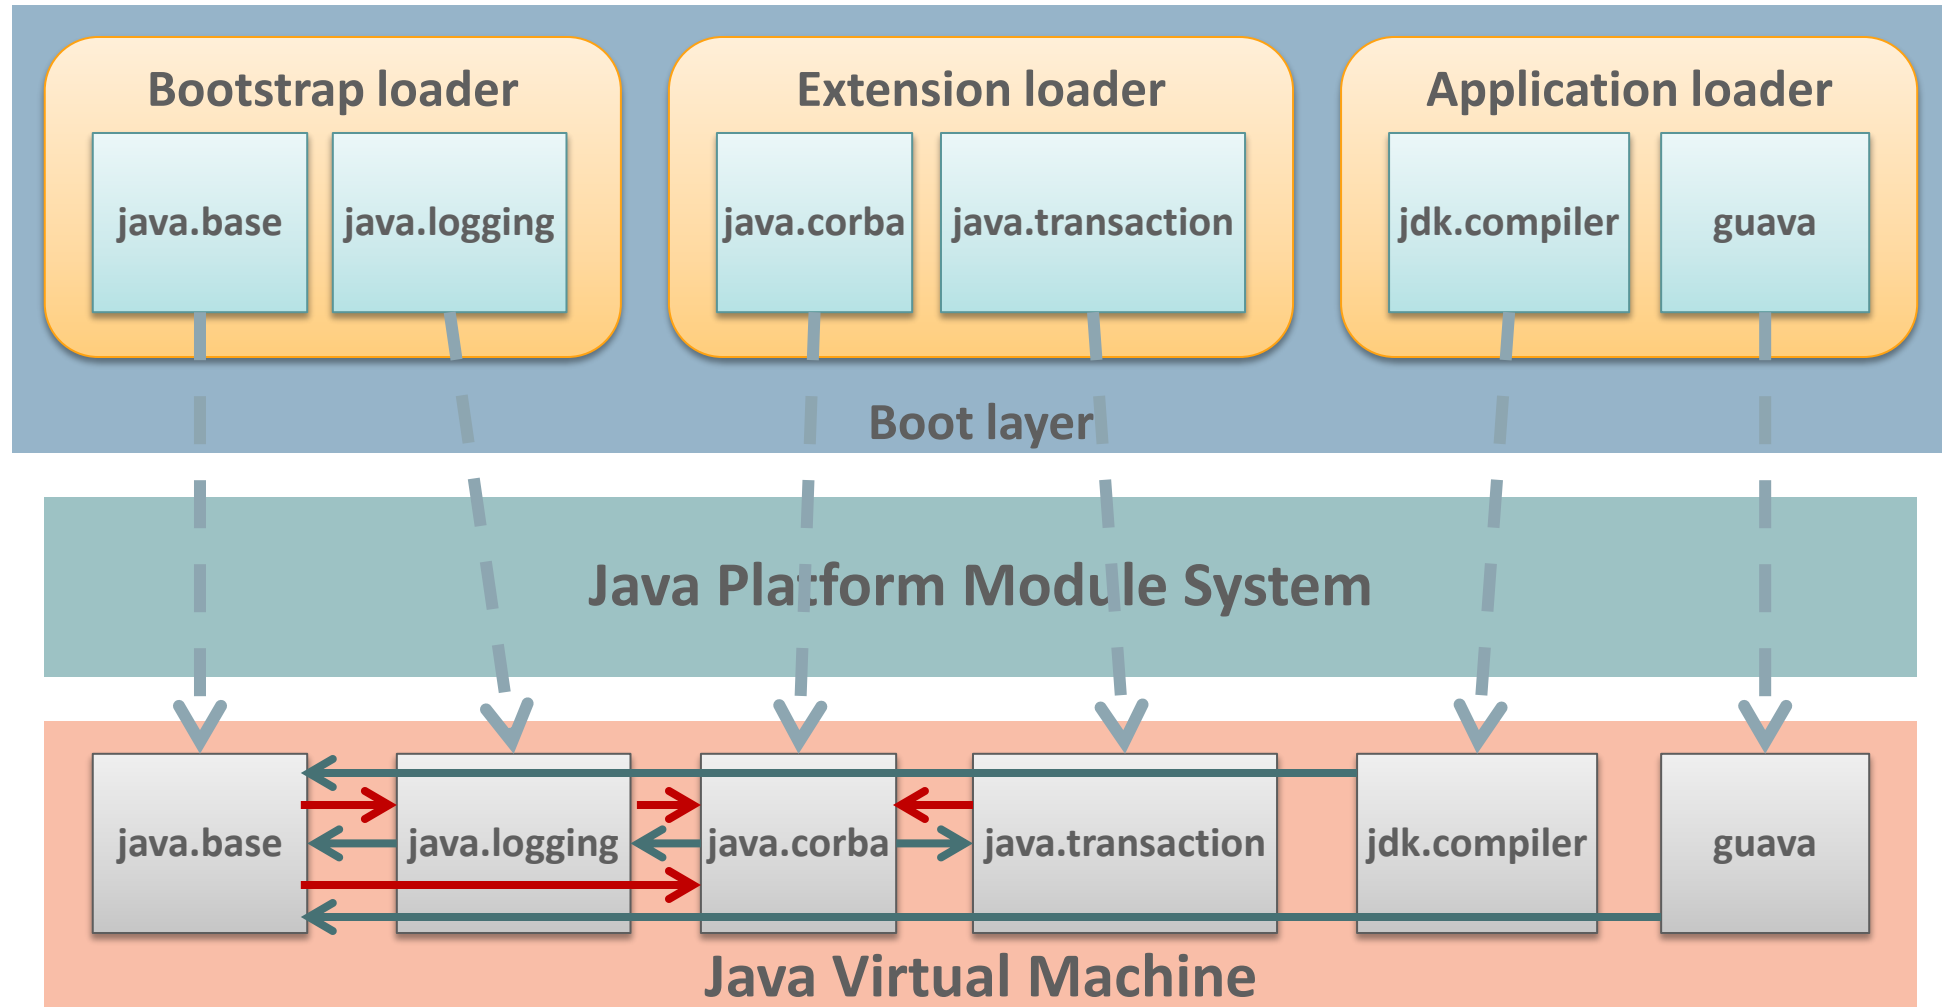 Bootstrap loader
java.base
java.logging
Extension loader
java.corba
java.transaction
Application loader
jdk.compiler
guava
Boot layer
Java Platform Module System
java.base
java.logging
java.corba
java.transaction
jdk.compiler
guava
Java Virtual Machine